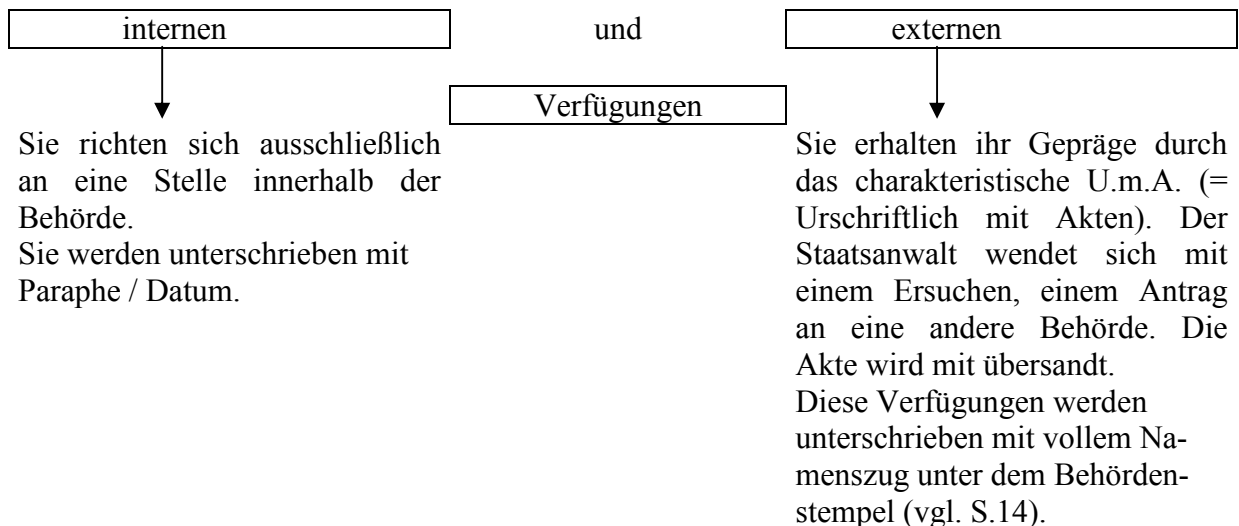 internen und externen
Verfügungen
Sie richten sich ausschließlich
an eine Stelle innerhalb der
Behörde.
Sie werden unterschrieben mit
Paraphe / Datum.
Sie erhalten ihr Gepräge durch
das charakteristische U.m.A. (=
Urschriftlich mit Akten). Der
Staatsanwalt wendet sich mit
einem Ersuchen, einem Antrag
an eine andere Behörde. Die
Akte wird mit übersandt.
Diese Verfügungen werden
unterschrieben mit vollem Na-
menszug unter dem Behörden-
stempel (vgl. S.14).